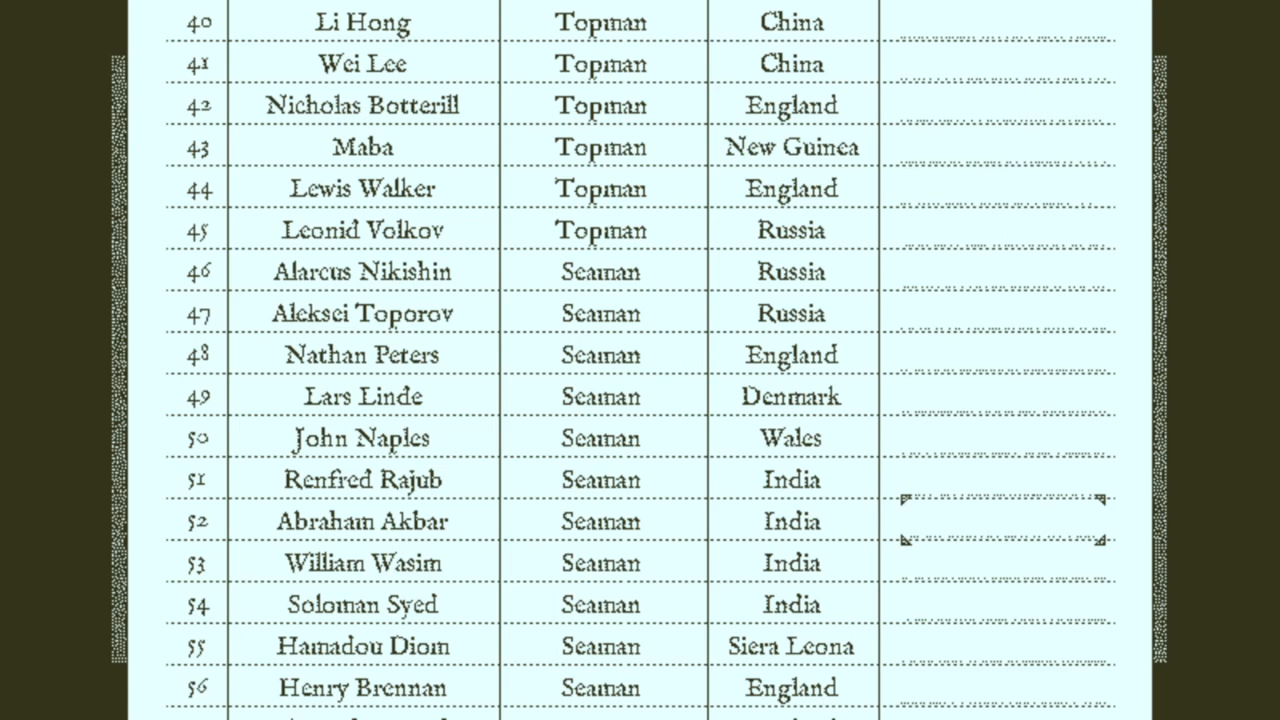 40 Li Hong Topman China
41 Wei Lee Topman China
42 Nicholas Botterill Topman England
43 Maba Topman New Guinea
44 Lewis Walker Topman England
45 Leonid Volkov Topman Russia
46 Alarcus Nikishin Seaman Russia
47 Aleksei Toporov Seaman Russia
48 Nathan Peters Seaman England
49 Lars Linde Seaman Denmark
50 John Naples Seaman Wales
51 Renfred Rajub Seaman India
52 Abraham Akbar Seaman India
53 William Wasim Seaman India
54 Soloman Syed Seaman India
55 Hamadou Diom Seaman Siera Leona
56 Henry Brennan Seaman England